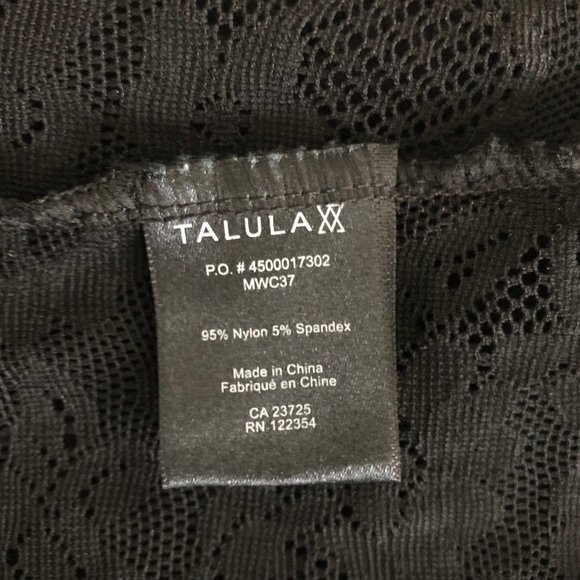 TALULA
P.O. # 4500017302
MWC37
95% Nylon 5% Spandex
Made in China
Fabriqué en Chine
CA 23725
RN 122354